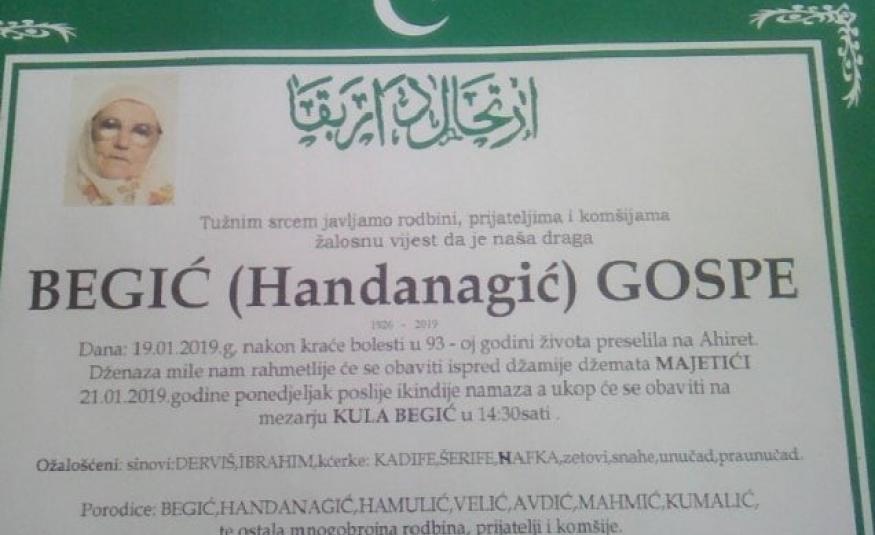 ارتحال دار بقا
Tužnim srcem javljamo rodbini, prijateljima i komšijama
žalosnu vijest da je naša draga
BEGIĆ (Handanagić) GOSPE
1926 - 2019
Dana: 19.01.2019.g, nakon kraće bolesti u 93 - oj godini života preselila na Ahiret.
Dženaza mile nam rahmetlije će se obaviti ispred džamije džemata MAJETIĆI
21.01.2019.godine ponedjeljak poslije ikindije namaza a ukop će se obaviti na
mezarju KULA BEGIĆ u 14:30sati .
Ožalošćeni: sinovi:DERVIŠ,IBRAHIM,kćerke: KADIFE,ŠERIFE,HAFKA,zetovi,snahe,unučad,praunučad.
Porodice: BEGIĆ,HANDANAGIĆ,HAMULIĆ,VELIĆ,AVDIĆ,MAHMIĆ,KUMALIĆ,
te ostala mnogobrojna rodbina, prijatelji i komšije.